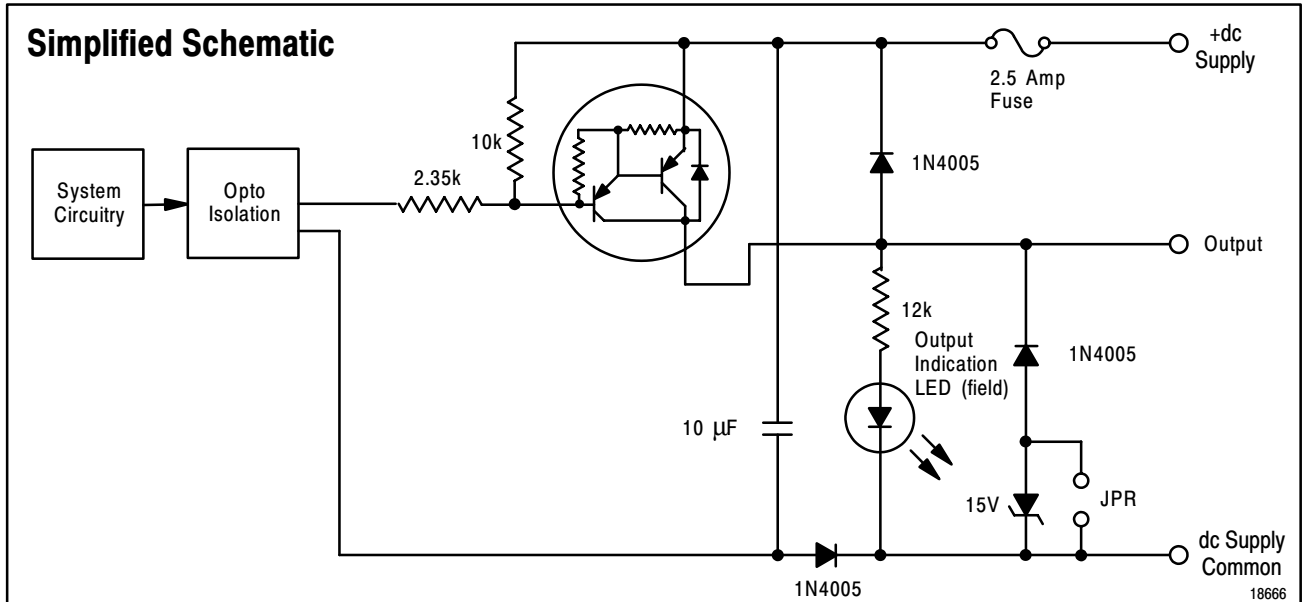 Simplified Schematic
+dc
Supply
2.5 Amp
Fuse
10k
1N4005
2.35k
System
Circuitry
Opto
Isolation
Output
12k
Output
Indication
LED (field)
1N4005
10 µF
15V
JPR
dc Supply
Common
1N4005
18666